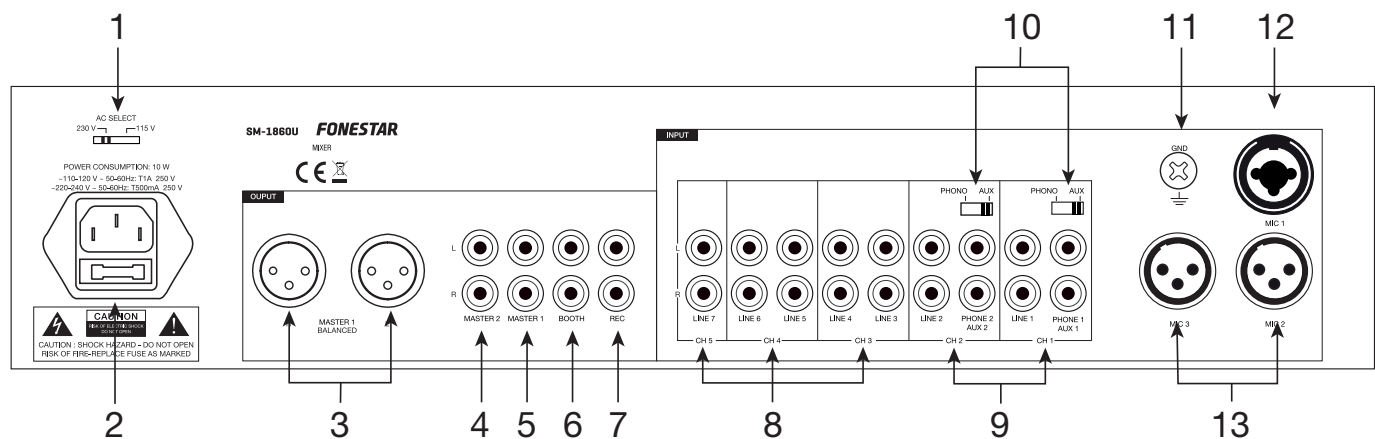 1
10
11
12
AC SELECT
230 V
115 V
POWER CONSUMPTION: 10 W
~110-120 V ~ 50-60Hz: T1A 250 V
~220-240 V ~ 50-60Hz: T500mA 250 V
CAUTION
RISK OF ELECTRIC SHOCK
DO NOT OPEN
CAUTION : SHOCK HAZARD - DO NOT OPEN
RISK OF FIRE-REPLACE FUSE AS MARKED
SM-1860U FONESTAR
MIXER
CE
OUPUT
L
R
MASTER 1
BALANCED
MASTER 2
MASTER 1
BOOTH
REC
INPUT
PHONO AUX
PHONO AUX
L
R
LINE 7
LINE 6
LINE 5
LINE 4
LINE 3
LINE 2
PHONE 2
AUX 2
LINE 1
PHONE 1
AUX 1
CH 5
CH 4
CH 3
CH 2
CH 1
GND
MIC 1
MIC 3
MIC 2
2
3
4
5
6
7
8
9
13